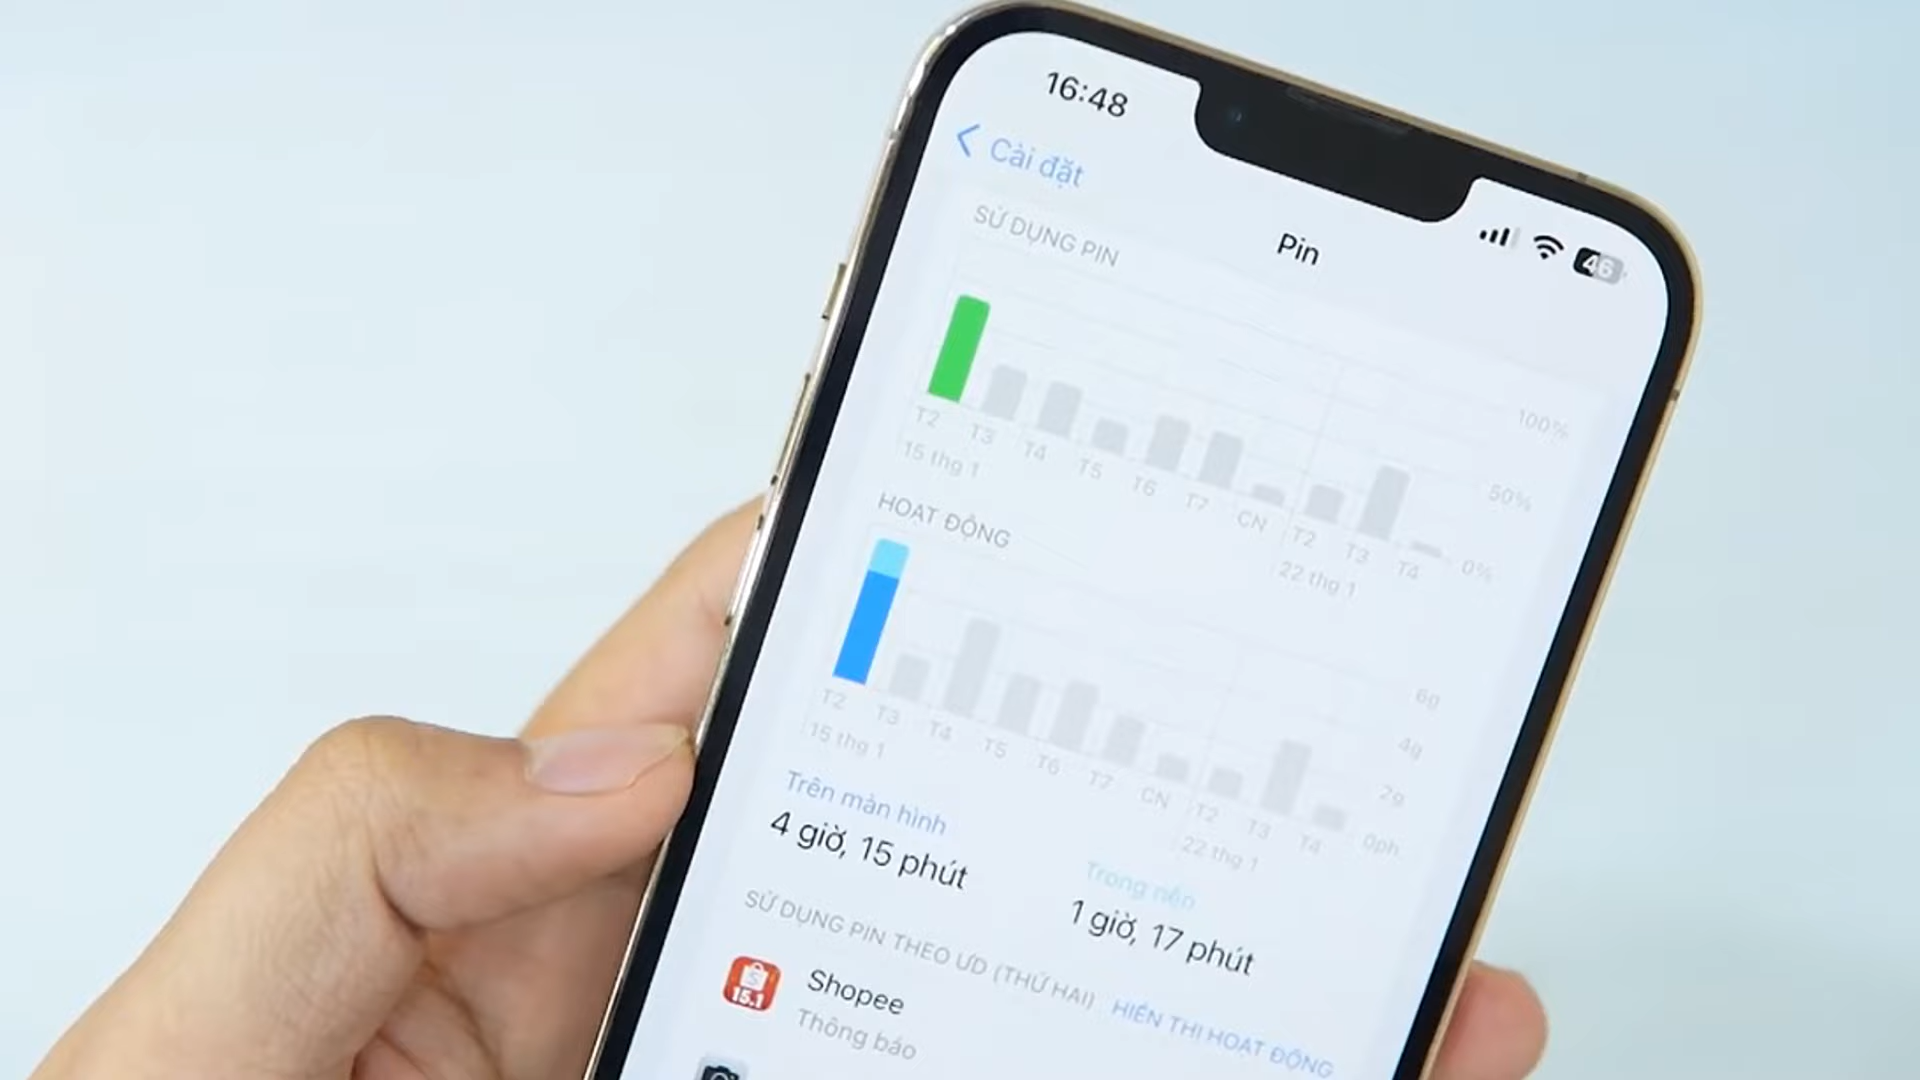 16:48
46
Cài đặt
Pin
SỬ DỤNG PIN
100%
50%
0%
T2 T3 T4 T5 T6 T7 CN T2 T3 T4
15 thg 1 22 thg 1
HOẠT ĐỘNG
6g
4g
2g
0ph
T2 T3 T4 T5 T6 T7 CN T2 T3 T4
15 thg 1 22 thg 1
Trên màn hình
4 giờ, 15 phút
Trong nền
1 giờ, 17 phút
SỬ DỤNG PIN THEO ƯD (THỨ HAI) HIỂN THỊ HOẠT ĐỘNG
15.1
Shopee
Thông báo